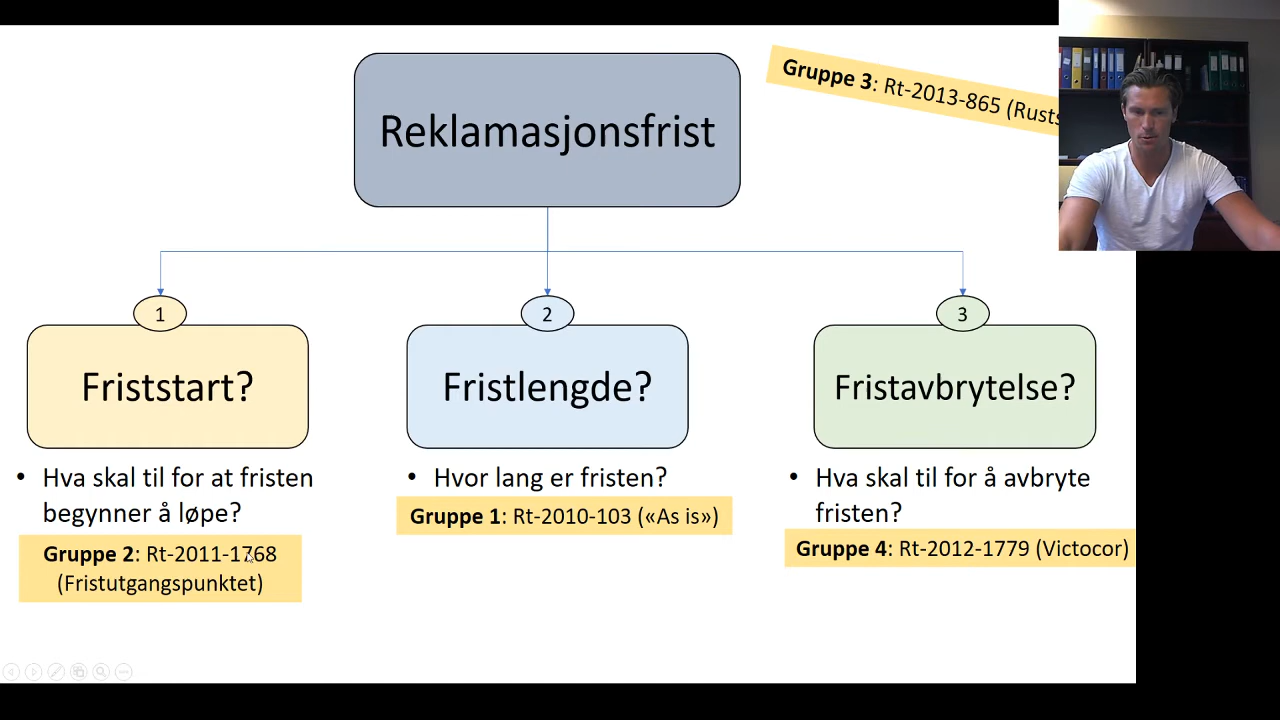 Reklamasjonsfrist
Gruppe 3: Rt-2013-865
1
2
3
Friststart?
Fristlengde?
Fristavbrytelse?
• Hva skal til for at fristen
begynner å løpe?
Gruppe 2: Rt-2011-1768
(Fristutgangspunktet)
• Hvor lang er fristen?
Gruppe 1: Rt-2010-103 («As is»)
• Hva skal til for å avbryte
fristen?
Gruppe 4: Rt-2012-1779 (Victocor)